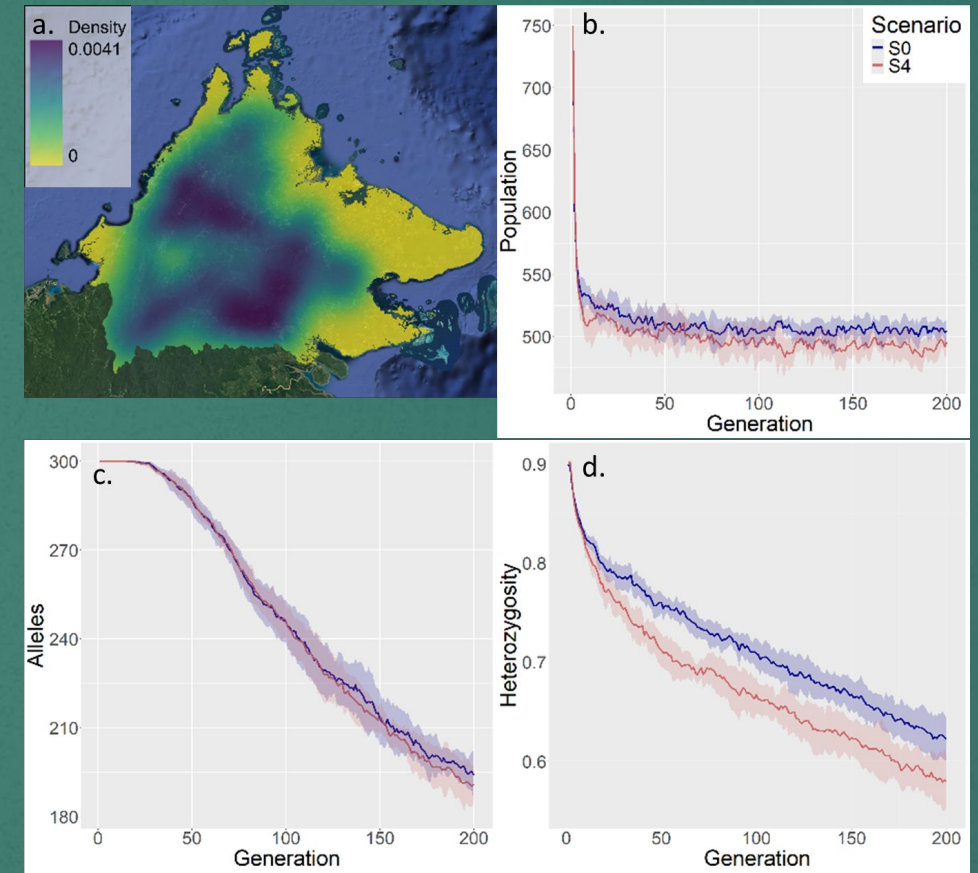 a.
Density
0.0041
0
b.
Scenario
S0
S4
Population
750
700
650
600
550
500
0 50 100 150 200
Generation
c.
Alleles
300
270
240
210
180
0 50 100 150 200
Generation
d.
Heterozygosity
0.9
0.8
0.7
0.6
0 50 100 150 200
Generation